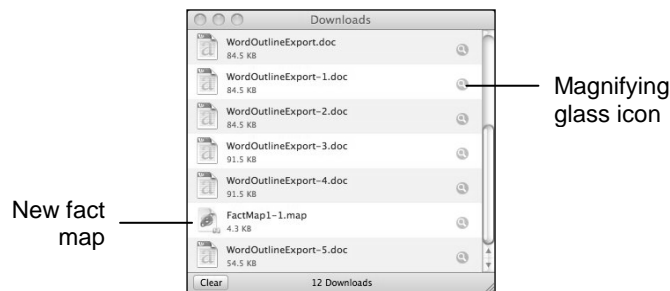 Downloads
WordOutlineExport.doc
84.5 KB
WordOutlineExport-1.doc
84.5 KB
Magnifying
glass icon
WordOutlineExport-2.doc
84.5 KB
WordOutlineExport-3.doc
91.5 KB
WordOutlineExport-4.doc
91.5 KB
New fact
map
FactMap1-1.map
4.3 KB
WordOutlineExport-5.doc
54.5 KB
Clear
12 Downloads